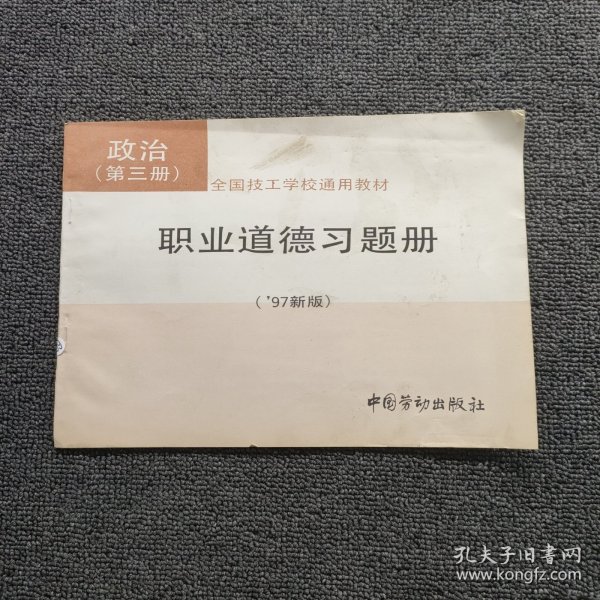 政治
（第三册）
全国技工学校通用教材
职业道德习题册
（'97新版）
中国劳动出版社
孔夫子旧书网
www.kongfz.com